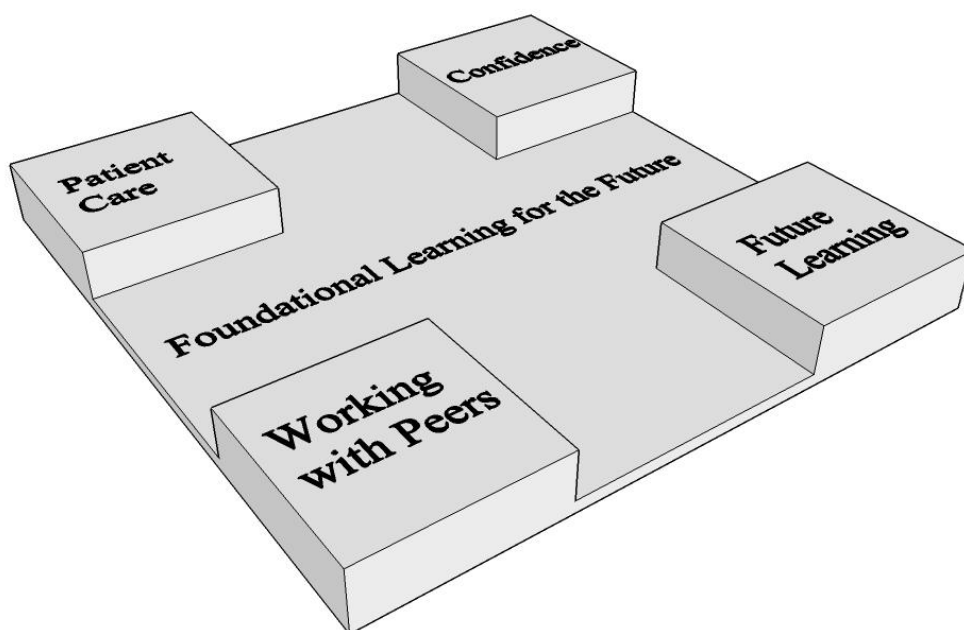 Confidence
Patient
Care
Foundational Learning for the Future
Future
Learning
Working
with Peers